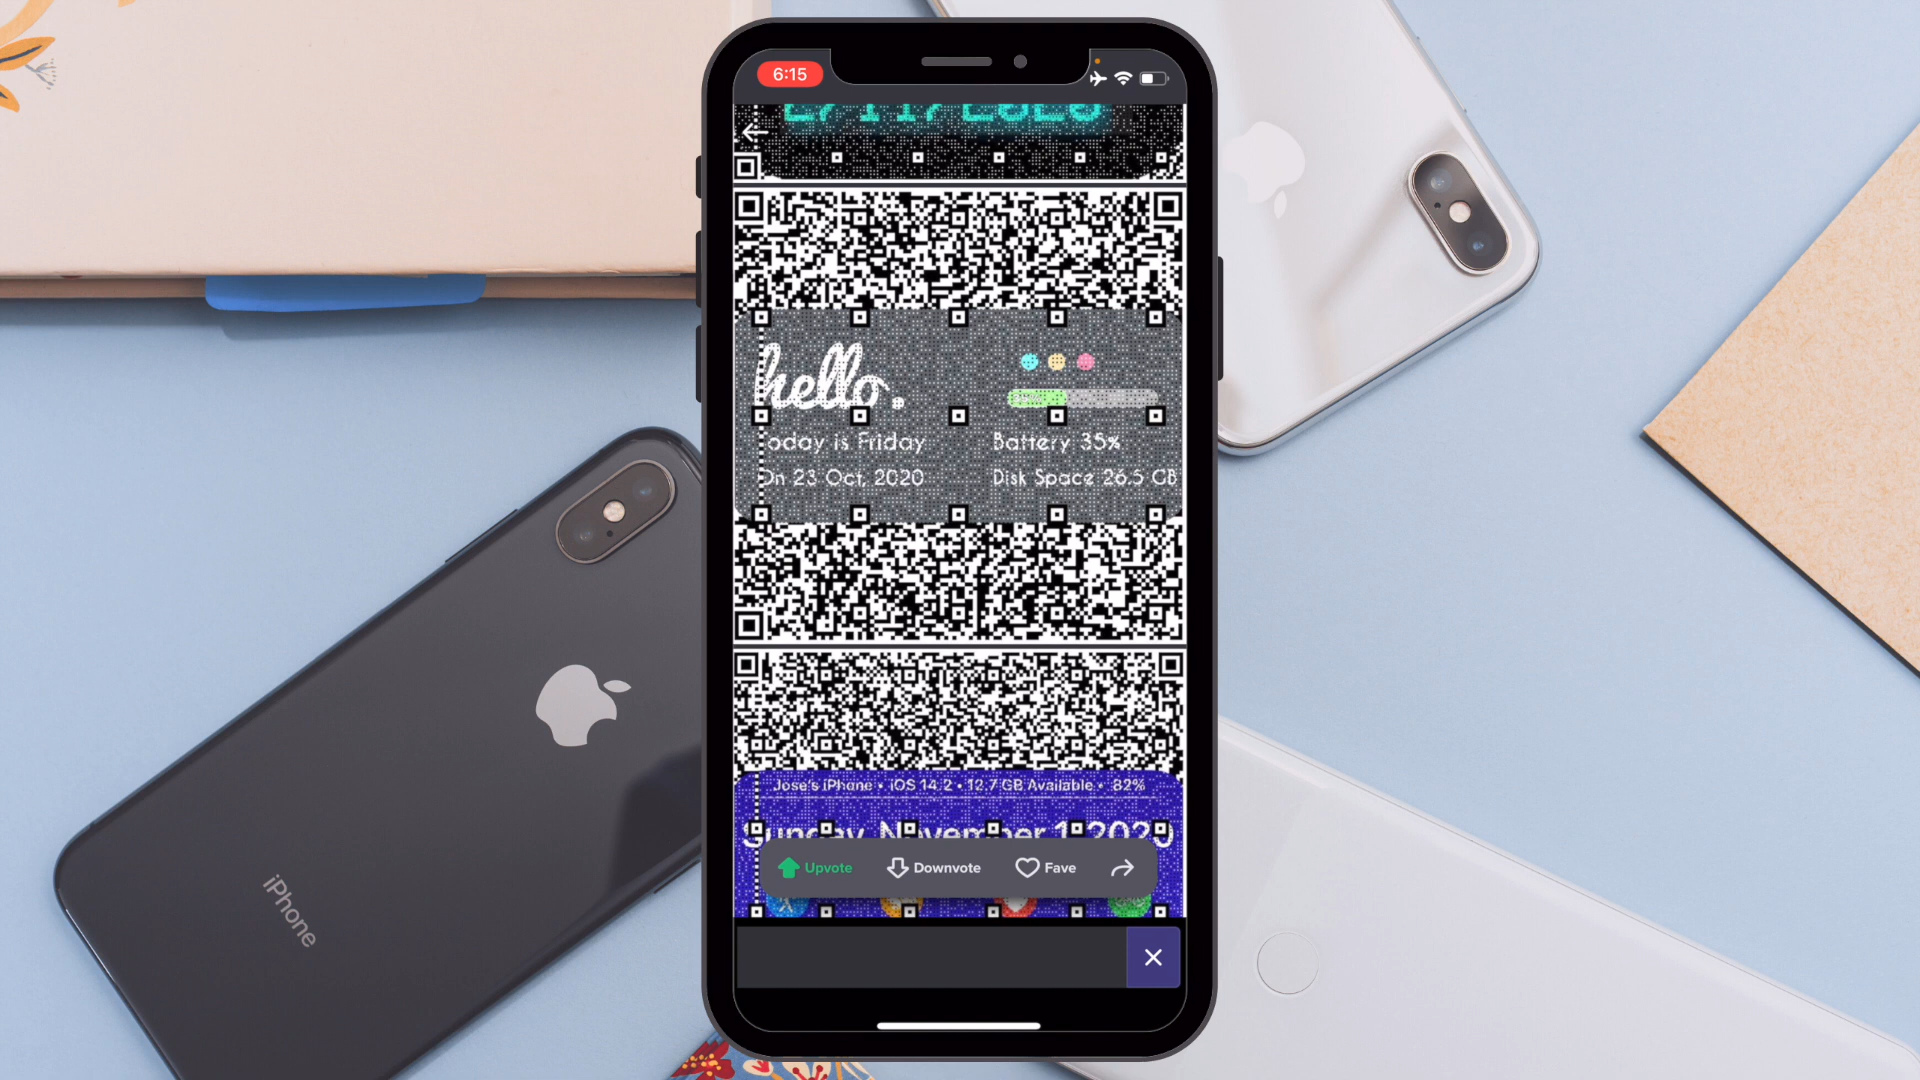 6:15
hello.
oday is Friday
On 23 Oct, 2020
Battery 35%
Disk Space 26.5 GB
Jose's iPhone • iOS 14.2 • 12.7 GB Available • 82%
Sunday, November 1, 2020
Upvote
Downvote
Fave
iPhone